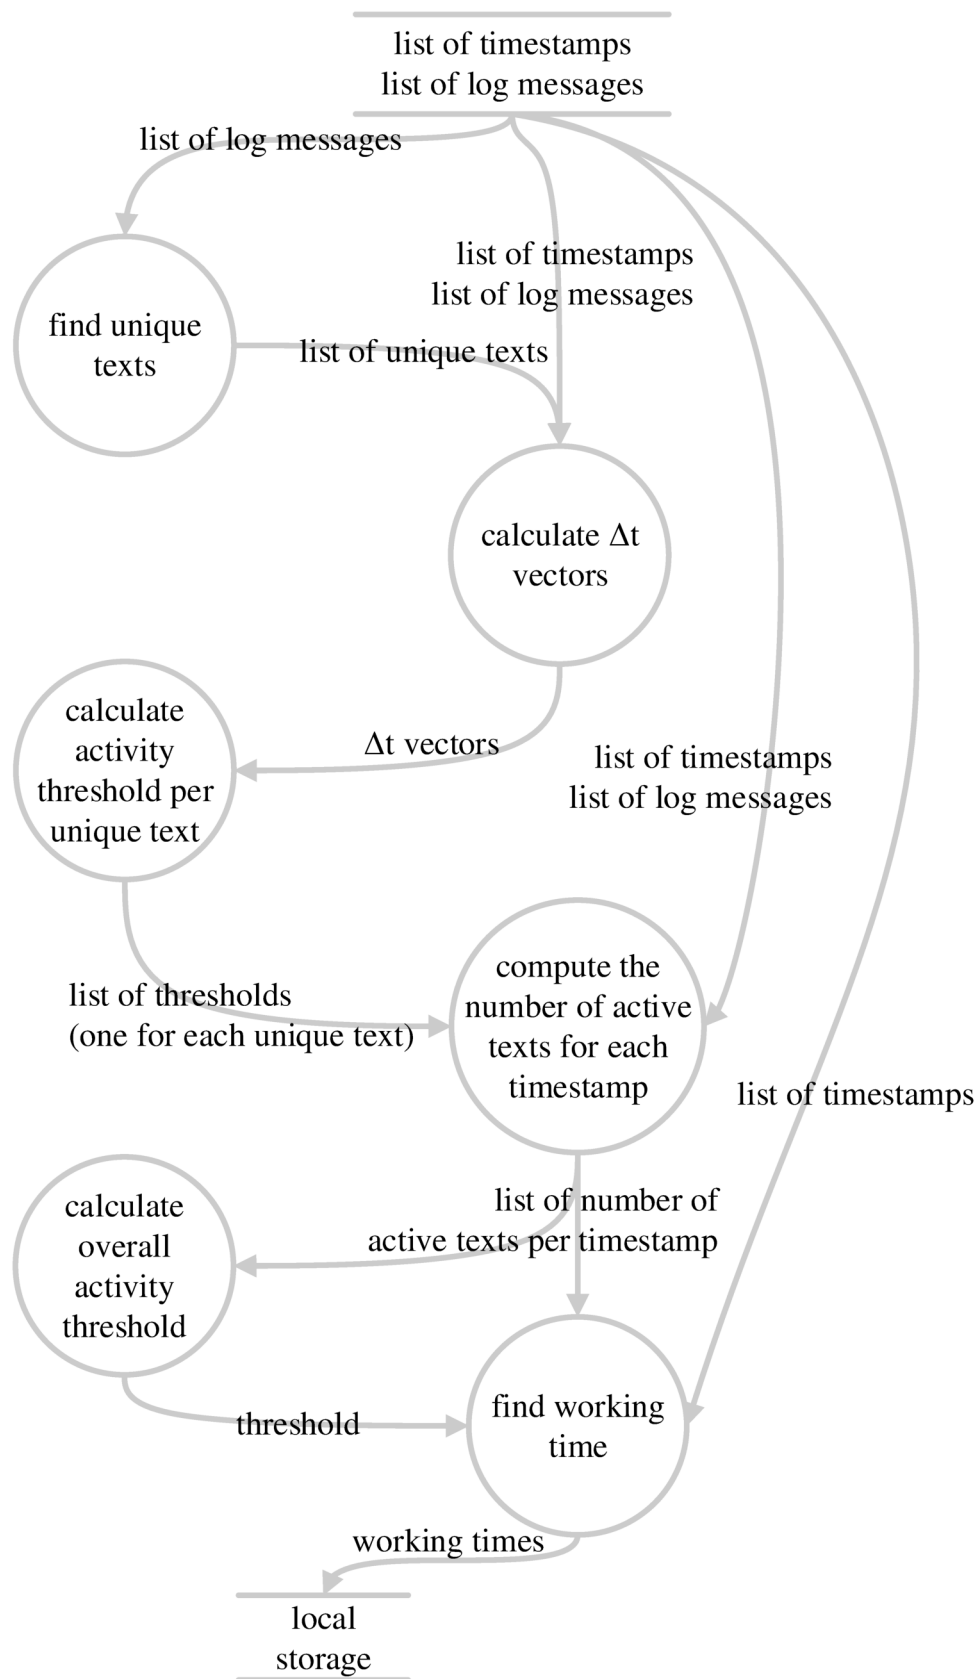 list of timestamps
list of log messages
list of log messages
list of timestamps
list of log messages
find unique
texts
list of unique texts
calculate Δt
vectors
calculate
activity
threshold per
unique text
Δt vectors
list of timestamps
list of log messages
list of thresholds
(one for each unique text)
compute the
number of active
texts for each
timestamp
list of timestamps
calculate
overall
activity
threshold
list of number of
active texts per timestamp
threshold
find working
time
working times
local
storage